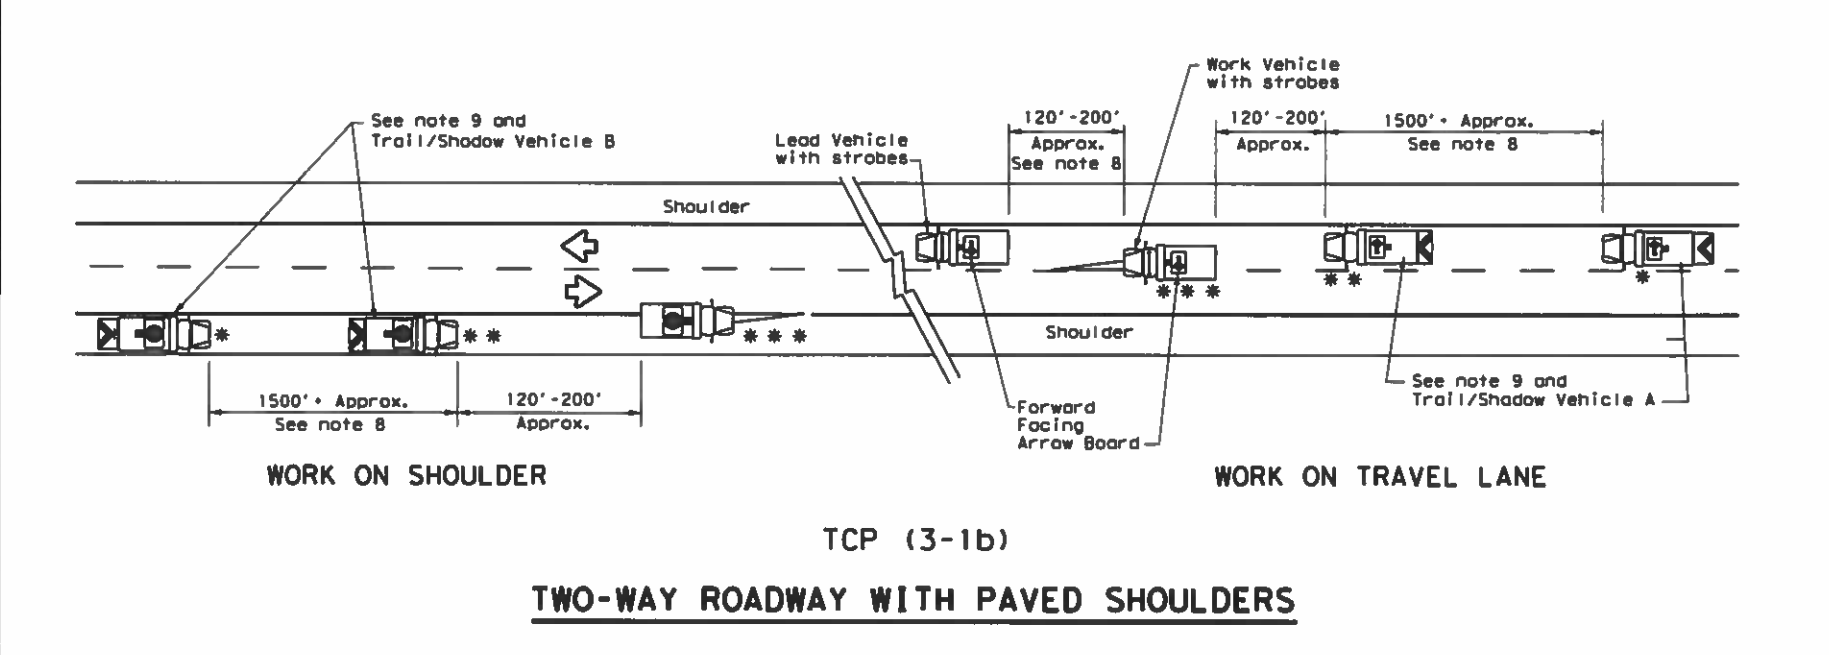 Work Vehicle
with strobes
See note 9 and
Trail/Shadow Vehicle B
Lead Vehicle
with strobes
120'-200'
Approx.
See note 8
120'-200'
Approx.
1500'+ Approx.
See note 8
Shoulder
* 
* *
* * *
* * *
* *
*
Shoulder
1500'+ Approx.
See note 8
120'-200'
Approx.
Forward
Facing
Arrow Board
See note 9 and
Trail/Shadow Vehicle A
WORK ON SHOULDER
WORK ON TRAVEL LANE
TCP (3-1b)
TWO-WAY ROADWAY WITH PAVED SHOULDERS